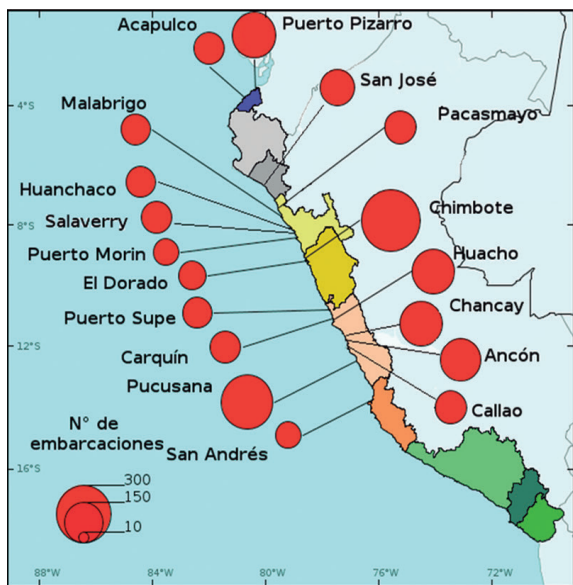 Acapulco
Puerto Pizarro
San José
4°S
Malabrigo
Pacasmayo
Huanchaco
Chimbote
Salaverry
8°S
Puerto Morin
Huacho
El Dorado
Chancay
Puerto Supe
12°S
Carquín
Ancón
Pucusana
Callao
N° de
embarcaciones
San Andrés
16°S
300
150
10
88°W
84°W
80°W
76°W
72°W